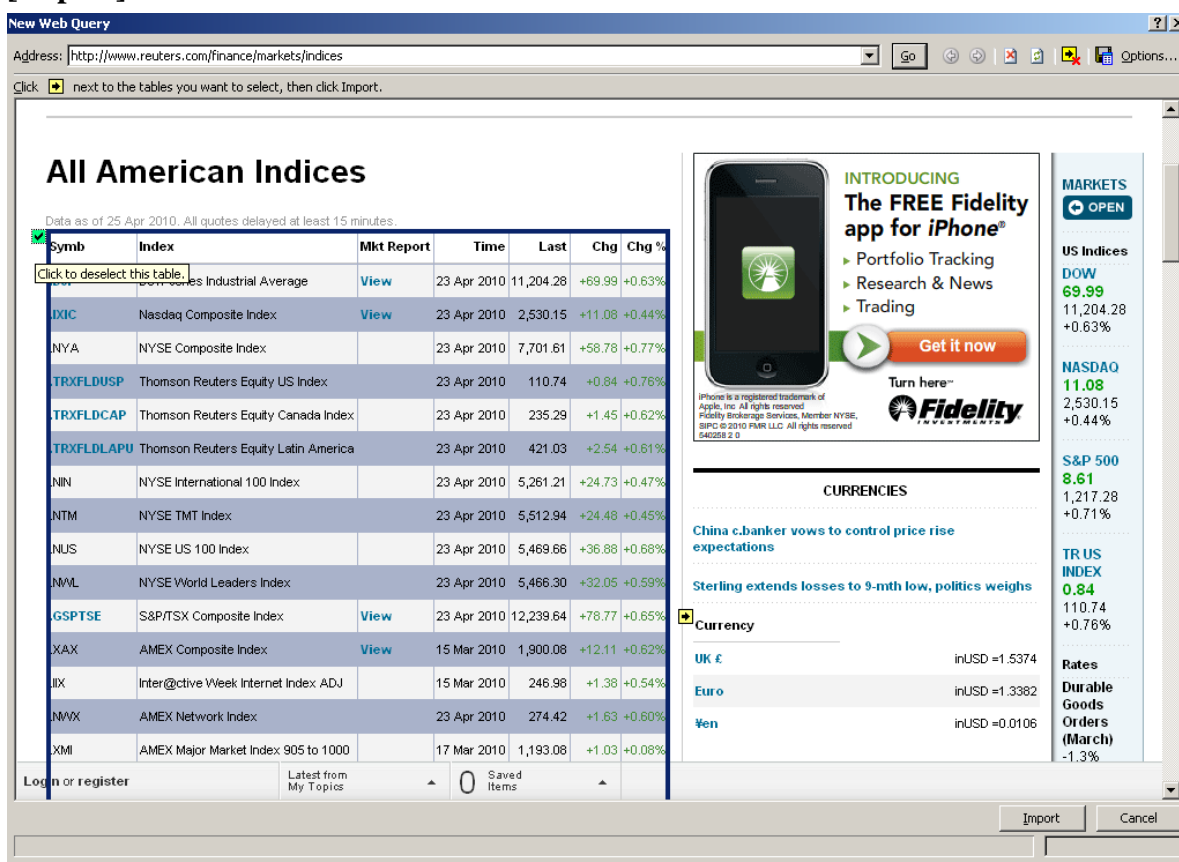 New Web Query
Address: http://www.reuters.com/finance/markets/indices Go Options...
Click next to the tables you want to select, then click Import.
All American Indices
Data as of 25 Apr 2010. All quotes delayed at least 15 minutes.
Symb Index Mkt Report Time Last Chg Chg %
Click to deselect this table.
Industrial Average View 23 Apr 2010 11,204.28 +69.99 +0.63%
.IXIC Nasdaq Composite Index View 23 Apr 2010 2,530.15 +11.08 +0.44%
.NYA NYSE Composite Index 23 Apr 2010 7,701.61 +58.78 +0.77%
.TRXFLDUSP Thomson Reuters Equity US Index 23 Apr 2010 110.74 +0.84 +0.76%
.TRXFLDCAP Thomson Reuters Equity Canada Index 23 Apr 2010 235.29 +1.45 +0.62%
.TRXFLDLAPU Thomson Reuters Equity Latin America 23 Apr 2010 421.03 +2.54 +0.61%
.NIN NYSE International 100 Index 23 Apr 2010 5,261.21 +24.73 +0.47%
.NTM NYSE TMT Index 23 Apr 2010 5,512.94 +24.48 +0.45%
.NUS NYSE US 100 Index 23 Apr 2010 5,469.66 +36.88 +0.68%
.NWL NYSE World Leaders Index 23 Apr 2010 5,466.30 +32.05 +0.59%
.GSPTSE S&P/TSX Composite Index View 23 Apr 2010 12,239.64 +78.77 +0.65%
.XAX AMEX Composite Index View 15 Mar 2010 1,900.08 +12.11 +0.62%
.IIX Inter@ctive Week Internet Index ADJ 15 Mar 2010 246.98 +1.38 +0.54%
.NWX AMEX Network Index 23 Apr 2010 274.42 +1.63 +0.60%
.XMI AMEX Major Market Index 905 to 1000 17 Mar 2010 1,193.08 +1.03 +0.08%
Login or register
Latest from
My Topics
0 Saved
Items
INTRODUCING
The FREE Fidelity
app for iPhone®
Portfolio Tracking
Research & News
Trading
Get it now
Turn here℠
Fidelity
INVESTMENTS
iPhone is a registered trademark of
Apple, Inc All rights reserved
Fidelity Brokerage Services, Member NYSE,
SIPC © 2010 FMR LLC All rights reserved
540258 2 0
CURRENCIES
China c.banker vows to control price rise
expectations
Sterling extends losses to 9-mth low, politics weighs
Currency
UK £ inUSD =1.5374
Euro inUSD =1.3382
¥en inUSD =0.0106
MARKETS
OPEN
US Indices
DOW
69.99
11,204.28
+0.63%
NASDAQ
11.08
2,530.15
+0.44%
S&P 500
8.61
1,217.28
+0.71%
TR US
INDEX
0.84
110.74
+0.76%
Rates
Durable
Goods
Orders
(March)
-1.3%
Import Cancel